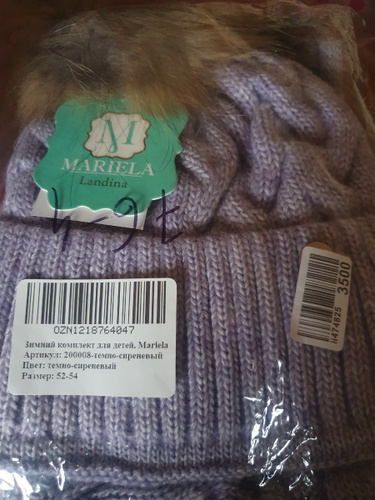 M
MARIELA
Landina
OZN1218764047
Зимний комплект для детей, Mariela
Артикул: 200008-темно-сиреневый
Цвет: темно-сиреневый
Размер: 52-54
3500